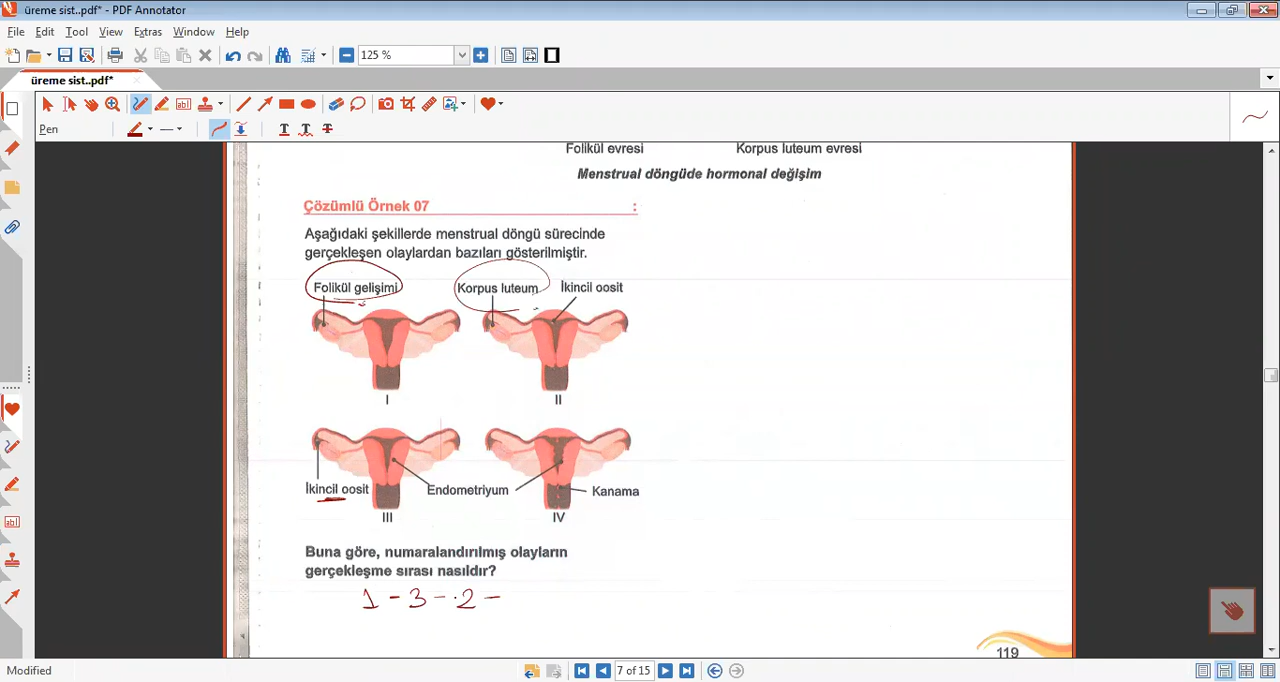 üreme sist..pdf* - PDF Annotator
File Edit Tool View Extras Window Help
125 %
üreme sist..pdf*
Pen
Folikül evresi Korpus luteum evresi
Menstrual döngüde hormonal değişim
Çözümlü Örnek 07 :
Aşağıdaki şekillerde menstrual döngü sürecinde
gerçekleşen olaylardan bazıları gösterilmiştir.
Folikül gelişimi Korpus luteum İkincil oosit
I II
İkincil oosit Endometriyum Kanama
III IV
Buna göre, numaralandırılmış olayların
gerçekleşme sırası nasıldır?
1 - 3 - 2 -
119
Modified 7 of 15